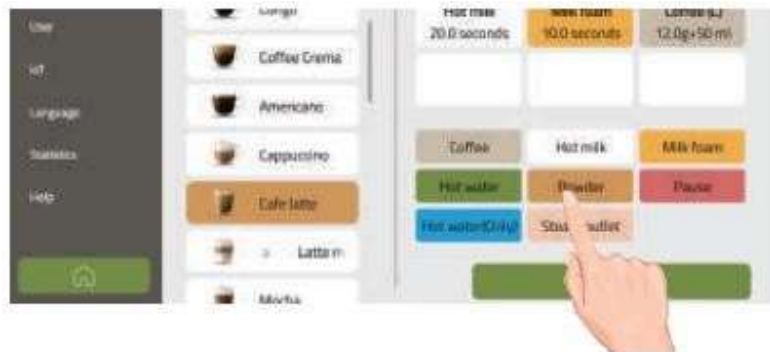 User
IoT
Language
Statistics
Help
Lungo
Coffee Crema
Americano
Cappuccino
Cafe latte
Latte m
Mocha
Hot milk
20.0 seconds
Milk foam
10.0 seconds
Coffee (L)
12.0g+50 ml
Coffee
Hot milk
Milk foam
Hot water
Powder
Pause
Hot water(Only)
outlet